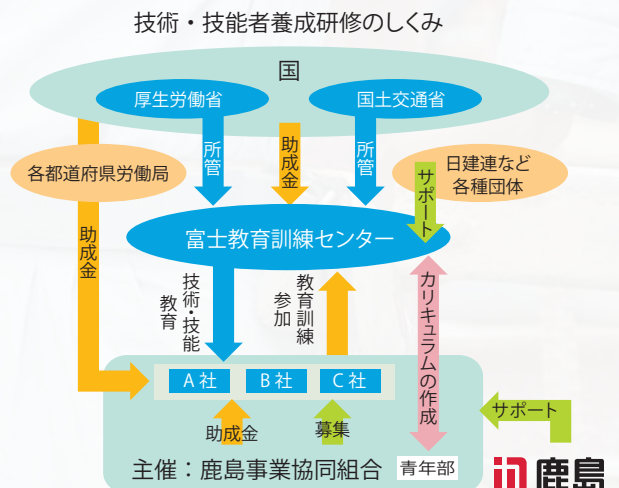 技術・技能者養成研修のしくみ
国
厚生労働省
国土交通省
所管
助成金
所管
各都道府県労働局
日建連など
各種団体
サポート
富士教育訓練センター
助成金
技術・技能
教育
教育訓練
参加
カリキュラムの作成
A 社
B 社
C 社
助成金
募集
サポート
主催：鹿島事業協同組合
青年部
鹿島